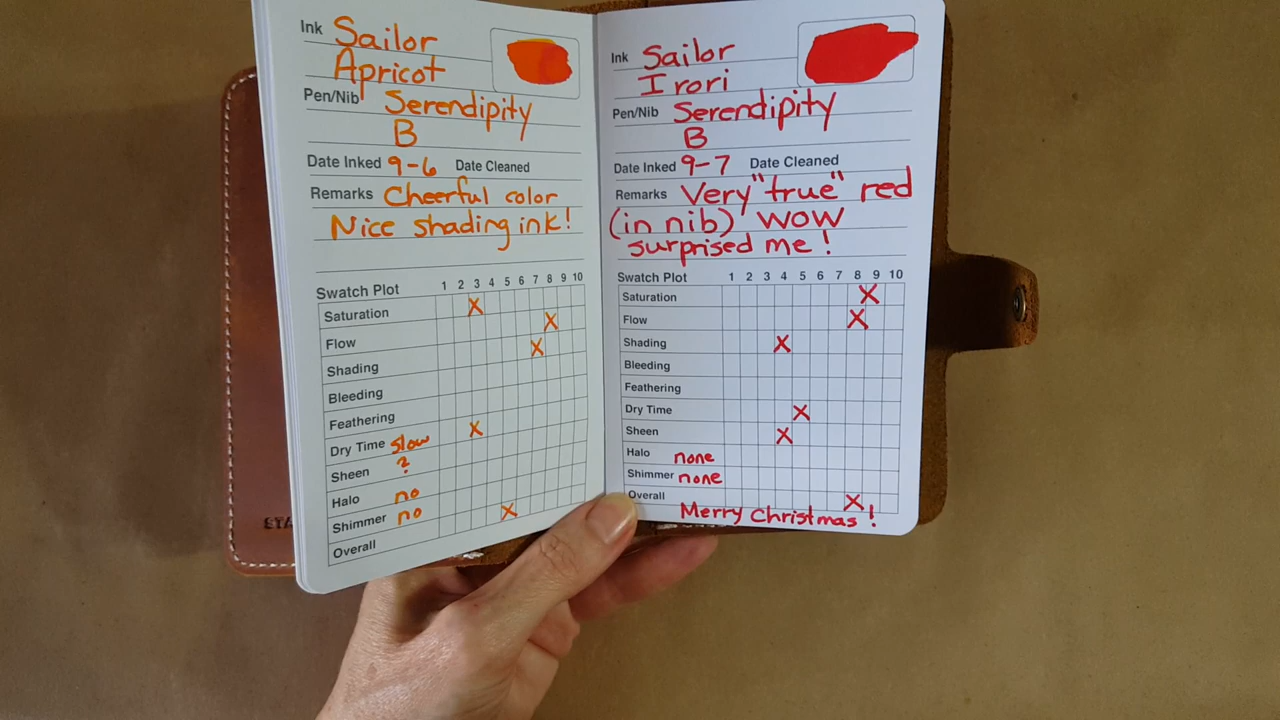 Ink Sailor
Apricot
Pen/Nib Serendipity
B
Date Inked 9-6 Date Cleaned
Remarks Cheerful color
Nice shading ink!
Swatch Plot 1 2 3 4 5 6 7 8 9 10
Saturation X
Flow X
Shading X
Bleeding
Feathering
Dry Time slow X
Sheen ?
Halo no
Shimmer no
Overall X
Ink Sailor
Irori
Pen/Nib Serendipity
B
Date Inked 9-7 Date Cleaned
Remarks Very "true" red
(in nib) WOW
surprised me!
Swatch Plot 1 2 3 4 5 6 7 8 9 10
Saturation X
Flow X
Shading X
Bleeding
Feathering
Dry Time X
Sheen X
Halo none
Shimmer none
Overall X
Merry Christmas!